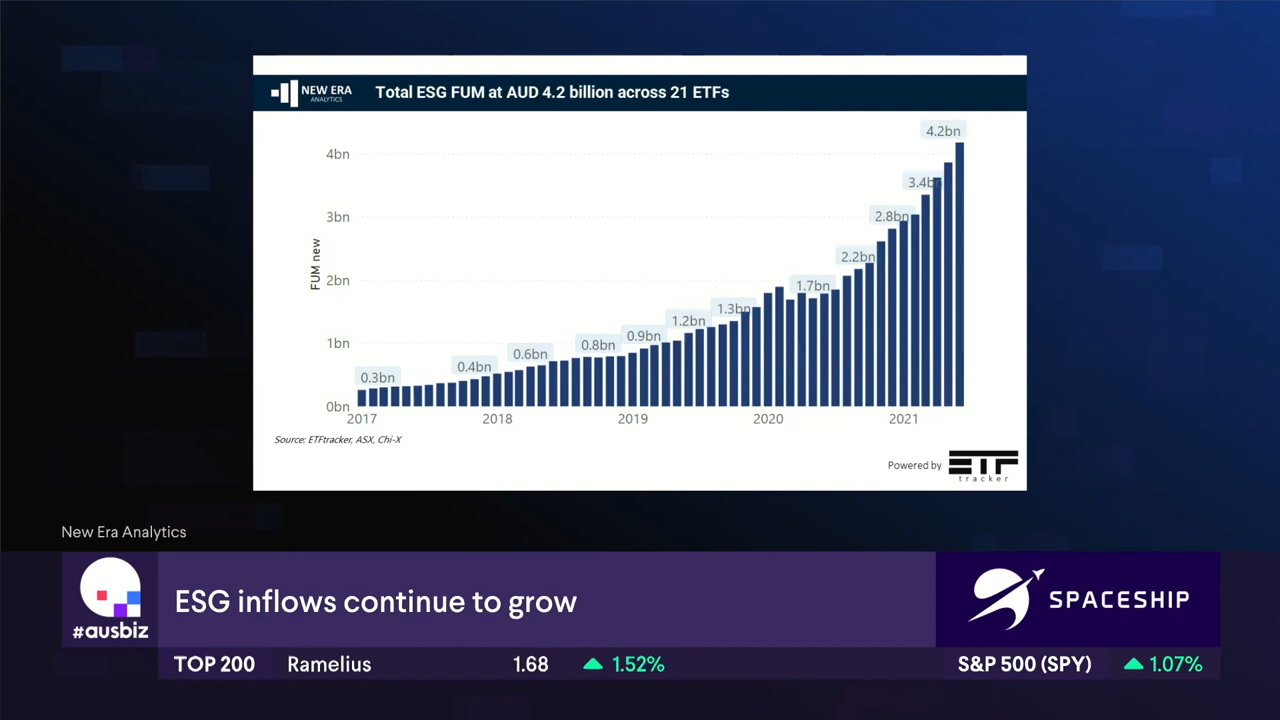 NEW ERA
ANALYTICS
Total ESG FUM at AUD 4.2 billion across 21 ETFs
4.2bn
4bn
3.4b
3bn
2.8bn
2.2bn
2bn
1.7bn
1.3bn
1.2bn
0.9bn
0.8bn
0.6bn
0.4bn
0.3bn
1bn
0bn
FUM new
2017 2018 2019 2020 2021
Source: ETFtracker, ASX, Chi-X
Powered by ETF
tracker
New Era Analytics
#ausbiz
ESG inflows continue to grow
SPACESHIP
TOP 200 Ramelius 1.68 1.52% S&P 500 (SPY) 1.07%